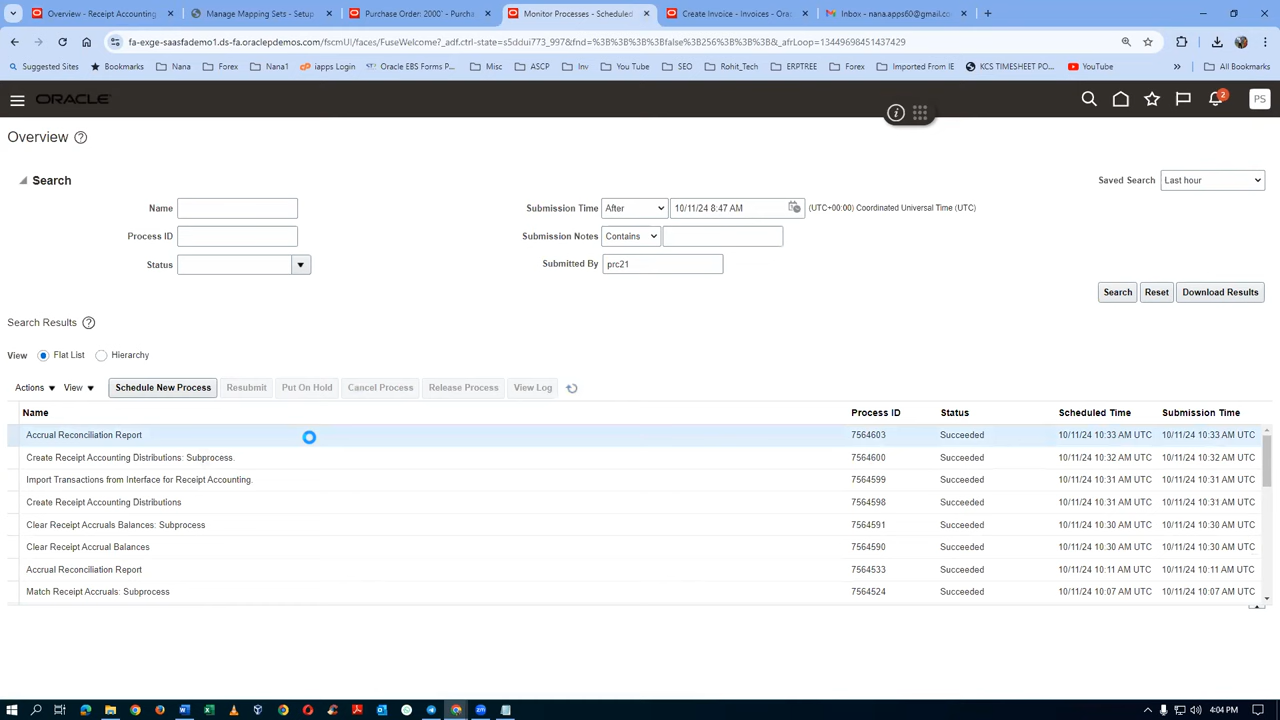 Overview - Receipt Accounting
Manage Mapping Sets - Setup
Purchase Order: 2000" - Purcha
Monitor Processes - Scheduled
Create Invoice - Invoices - Ora
Inbox - nana.apps60@gmail.co
fa-exge-saasfademo1.ds-fa.oraclepdemos.com/fscmUI/faces/FuseWelcome?_adf.ctrl-state=s5ddui773_997&fnd=%3B%3B%3B%3Bfalse%3B256%3B%3B%3B&_afrLoop=13449698451437429
Suggested Sites Bookmarks Nana Forex Nana1 iapps Login Oracle EBS Forms P... Misc ASCP Inv You Tube SEO Rohit_Tech ERPTREE Forex Imported From IE KCS TIMESHEET PO... YouTube » All Bookmarks
ORACLE
2
PS
Overview
Search
Saved Search Last hour
Name
Submission Time After 10/11/24 8:47 AM (UTC+00:00) Coordinated Universal Time (UTC)
Process ID
Submission Notes Contains
Status
Submitted By prc21
Search Reset Download Results
Search Results
View Flat List Hierarchy
Actions View Schedule New Process Resubmit Put On Hold Cancel Process Release Process View Log
Name Process ID Status Scheduled Time Submission Time
Accrual Reconciliation Report 7564603 Succeeded 10/11/24 10:33 AM UTC 10/11/24 10:33 AM UTC
Create Receipt Accounting Distributions: Subprocess. 7564600 Succeeded 10/11/24 10:32 AM UTC 10/11/24 10:32 AM UTC
Import Transactions from Interface for Receipt Accounting. 7564599 Succeeded 10/11/24 10:31 AM UTC 10/11/24 10:31 AM UTC
Create Receipt Accounting Distributions 7564598 Succeeded 10/11/24 10:31 AM UTC 10/11/24 10:31 AM UTC
Clear Receipt Accruals Balances: Subprocess 7564591 Succeeded 10/11/24 10:30 AM UTC 10/11/24 10:30 AM UTC
Clear Receipt Accrual Balances 7564590 Succeeded 10/11/24 10:30 AM UTC 10/11/24 10:30 AM UTC
Accrual Reconciliation Report 7564533 Succeeded 10/11/24 10:11 AM UTC 10/11/24 10:11 AM UTC
Match Receipt Accruals: Subprocess 7564524 Succeeded 10/11/24 10:07 AM UTC 10/11/24 10:07 AM UTC
4:04 PM